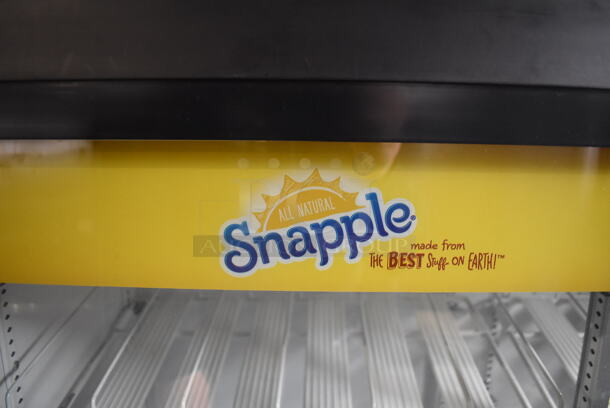 ALL NATURAL
Snapple®
made from
THE BEST Stuff ON EARTH!™